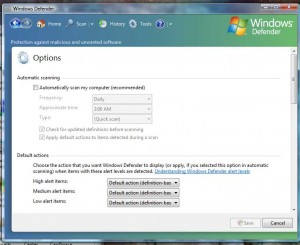 Windows Defender
Home
Scan
History
Tools
Windows Defender
Protection against malicious and unwanted software
Options
Automatic scanning
Automatically scan my computer (recommended)
Frequency:
Daily
Approximate time:
2:00 AM
Type:
(Quick scan)
Check for updated definitions before scanning
Apply default actions to items detected during a scan
Default actions
Choose the action that you want Windows Defender to display (or apply, if you selected this option in automatic
scanning) when items with these alert levels are detected. Understanding Windows Defender alert levels
High alert items:
Default action (definition-bas
Medium alert items:
Default action (definition-bas
Low alert items:
Default action (definition-bas
Save
Cancel